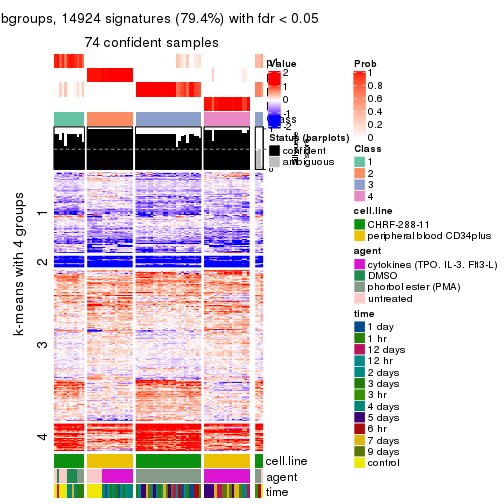 bgroups, 14924 signatures (79.4%) with fdr < 0.05
74 confident samples
k-means with 4 groups
1
2
3
4
Value
2
1
0
-1
-2
Status (barplots)
confident
ambiguous
cell.line
agent
time
Prob
1
0.8
0.6
0.4
0.2
0
Class
1
2
3
4
cell.line
CHRF-288-11
peripheral blood CD34plus
agent
cytokines (TPO, IL-3, Flt3-L)
DMSO
phorbol ester (PMA)
untreated
time
1 day
1 hr
12 days
12 hr
2 days
3 days
3 hr
4 days
5 days
6 hr
7 days
9 days
control